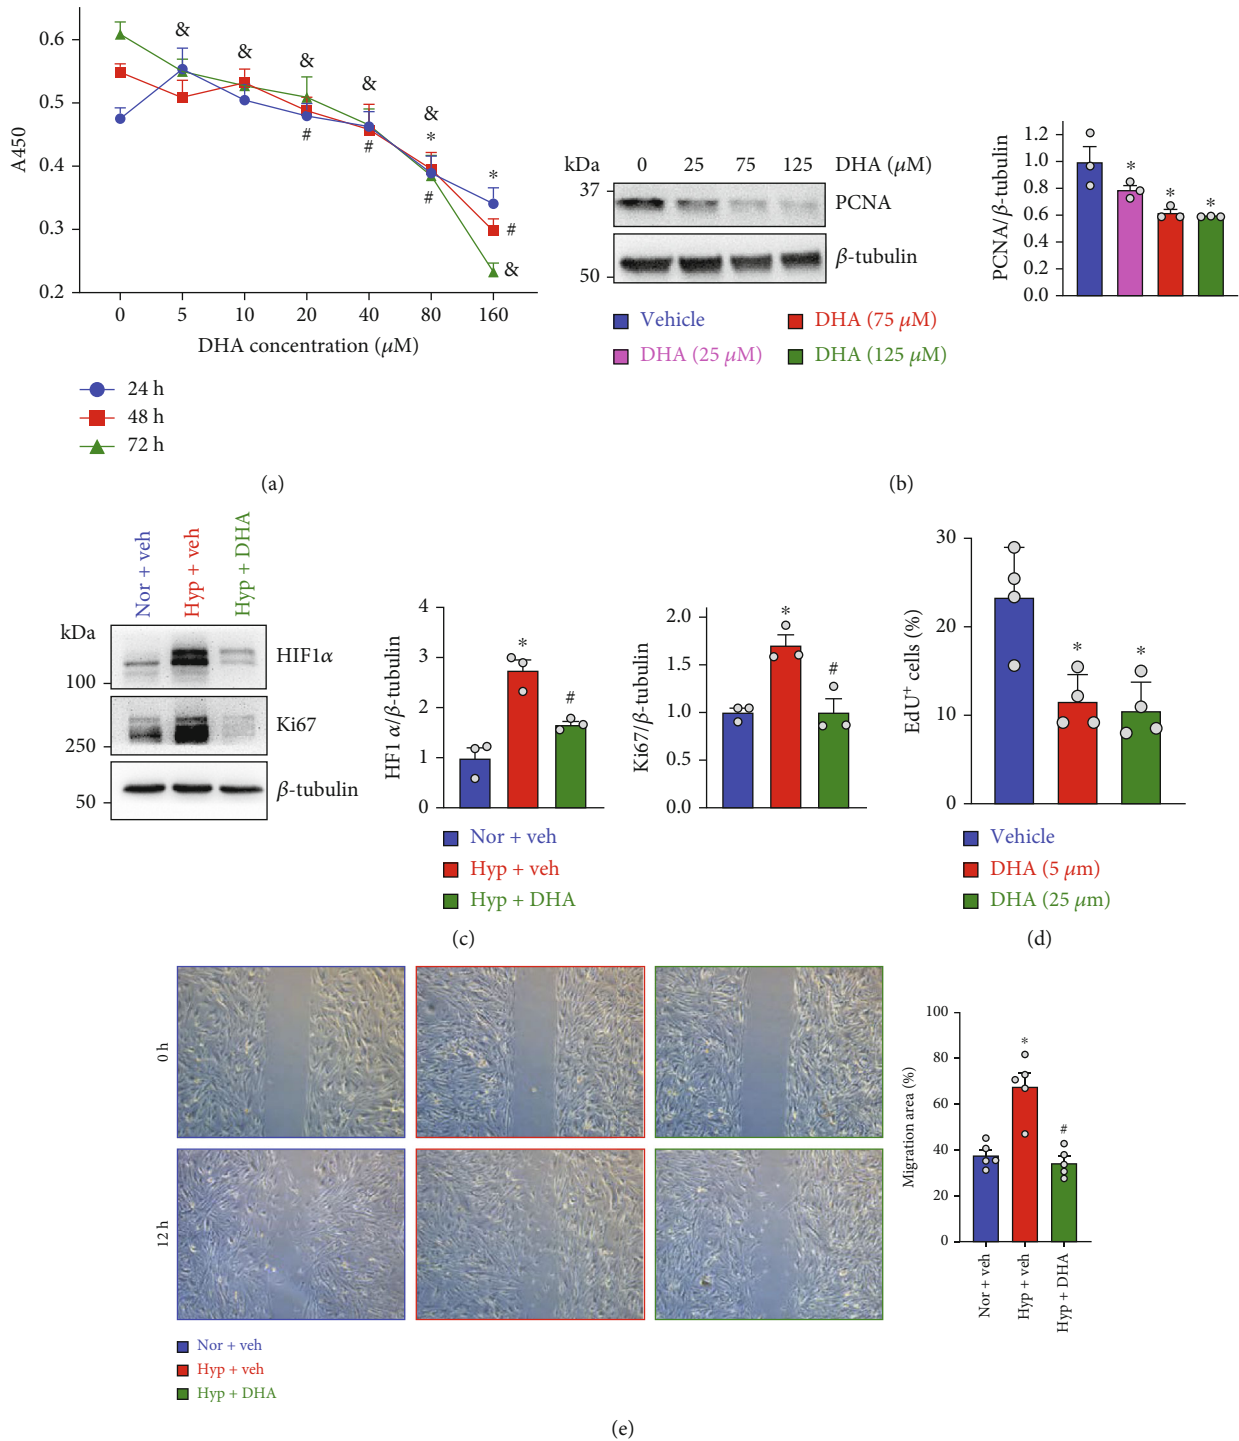 0.6
0.5
0.4
0.3
0.2
A450
&
&
&
&
&
*
#
#
#
*
#
&
0 5 10 20 40 80 160
DHA concentration (μM)
24 h
48 h
72 h
(a)
kDa 0 25 75 125 DHA (μM)
37
PCNA
β-tubulin
50
PCNA/β-tubulin
1.2
1.0
0.8
0.6
0.4
0.2
0.0
*
*
*
Vehicle
DHA (75 μM)
DHA (25 μM)
DHA (125 μM)
(b)
Nor + veh
Hyp + veh
Hyp + DHA
kDa
HIF1α
100
Ki67
250
β-tubulin
50
HF1 α/β-tubulin
4
3
2
1
0
*
#
Nor + veh
Hyp + veh
Hyp + DHA
Ki67/β-tubulin
2.0
1.5
1.0
0.5
0.0
*
#
(c)
EdU+ cells (%)
30
20
10
0
*
*
Vehicle
DHA (5 μm)
DHA (25 μm)
(d)
0 h
12 h
Migration area (%)
100
80
60
40
20
0
*
#
Nor + veh
Hyp + veh
Hyp + DHA
Nor + veh
Hyp + veh
Hyp + DHA
(e)